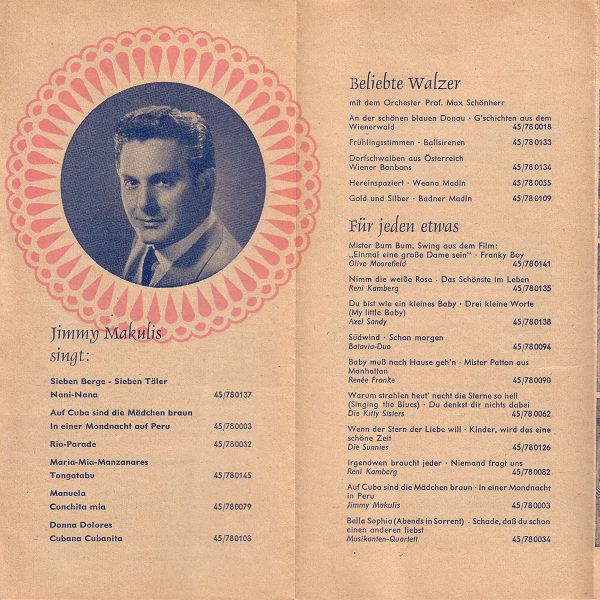 Jimmy Makulis
singt:
Sieben Berge - Sieben Täler
Nani-Nana 45/780137
Auf Cuba sind die Mädchen braun
In einer Mondnacht auf Peru 45/780003
Rio-Parade 45/780032
Maria-Mia-Manzanares
Tongatabu 45/780145
Manuela
Conchita mia 45/780079
Donna Dolores
Cubana Cubanita 45/780108
Beliebte Walzer
mit dem Orchester Prof. Max Schönherr
An der schönen blauen Donau · G'schichten aus dem
Wienerwald 45/780018
Frühlingsstimmen · Ballsirenen 45/780133
Dorfschwalben aus Österreich
Wiener Bonbons 45/780134
Hereinspaziert · Weana Madln 45/780055
Gold und Silber · Badner Madln 45/780109
Für jeden etwas
Mister Bum Bum, Swing aus dem Film:
„Einmal eine große Dame sein" · Franky Boy
Olive Moorefield 45/780141
Nimm die weiße Rose · Das Schönste im Leben
Reni Kamberg 45/780135
Du bist wie ein kleines Baby · Drei kleine Worte
(My little Baby)
Axel Sandy 45/780138
Südwind · Schon morgen
Batavia-Duo 45/780094
Baby muß nach Hause geh'n · Mister Patton aus
Manhattan
Renée Franke 45/780090
Warum strahlen heut' nacht die Sterne so hell
(Singing the Blues) · Du denkst dir nichts dabei
Die Kitty Sisters 45/780062
Wenn der Stern der Liebe will · Kinder, wird das eine
schöne Zeit
Die Sunnies 45/780126
Irgendwen braucht jeder · Niemand fragt uns
Reni Kamberg 45/780082
Auf Cuba sind die Mädchen braun · In einer Mondnacht
in Peru
Jimmy Makulis 45/780003
Bella Sophia (Abends in Sorrent) · Schade, daß du schon
einen anderen liebst
Musikanten-Quartett 45/780034